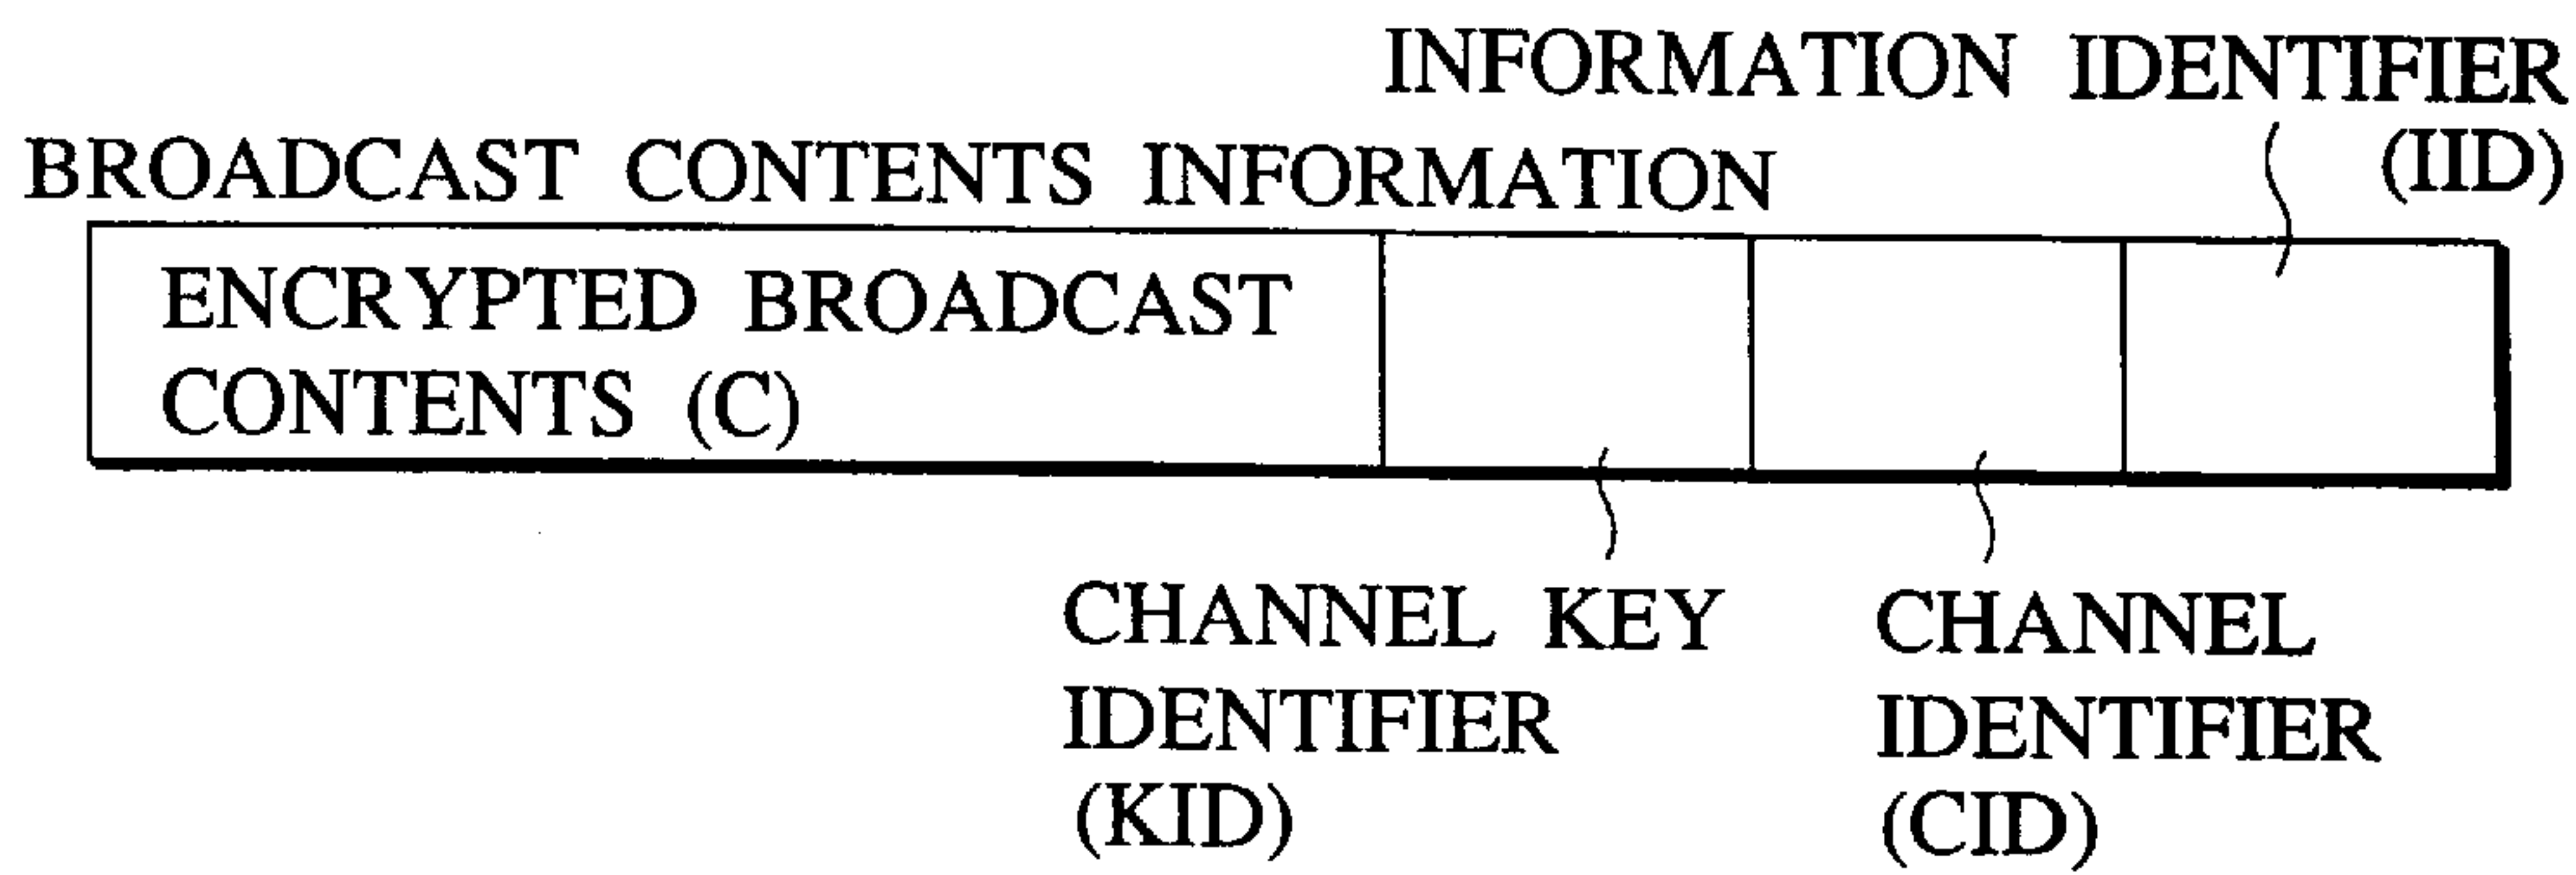 INFORMATION IDENTIFIER
(IID)
BROADCAST CONTENTS INFORMATION
ENCRYPTED BROADCAST
CONTENTS (C)
CHANNEL KEY
IDENTIFIER
(KID)
CHANNEL
IDENTIFIER
(CID)